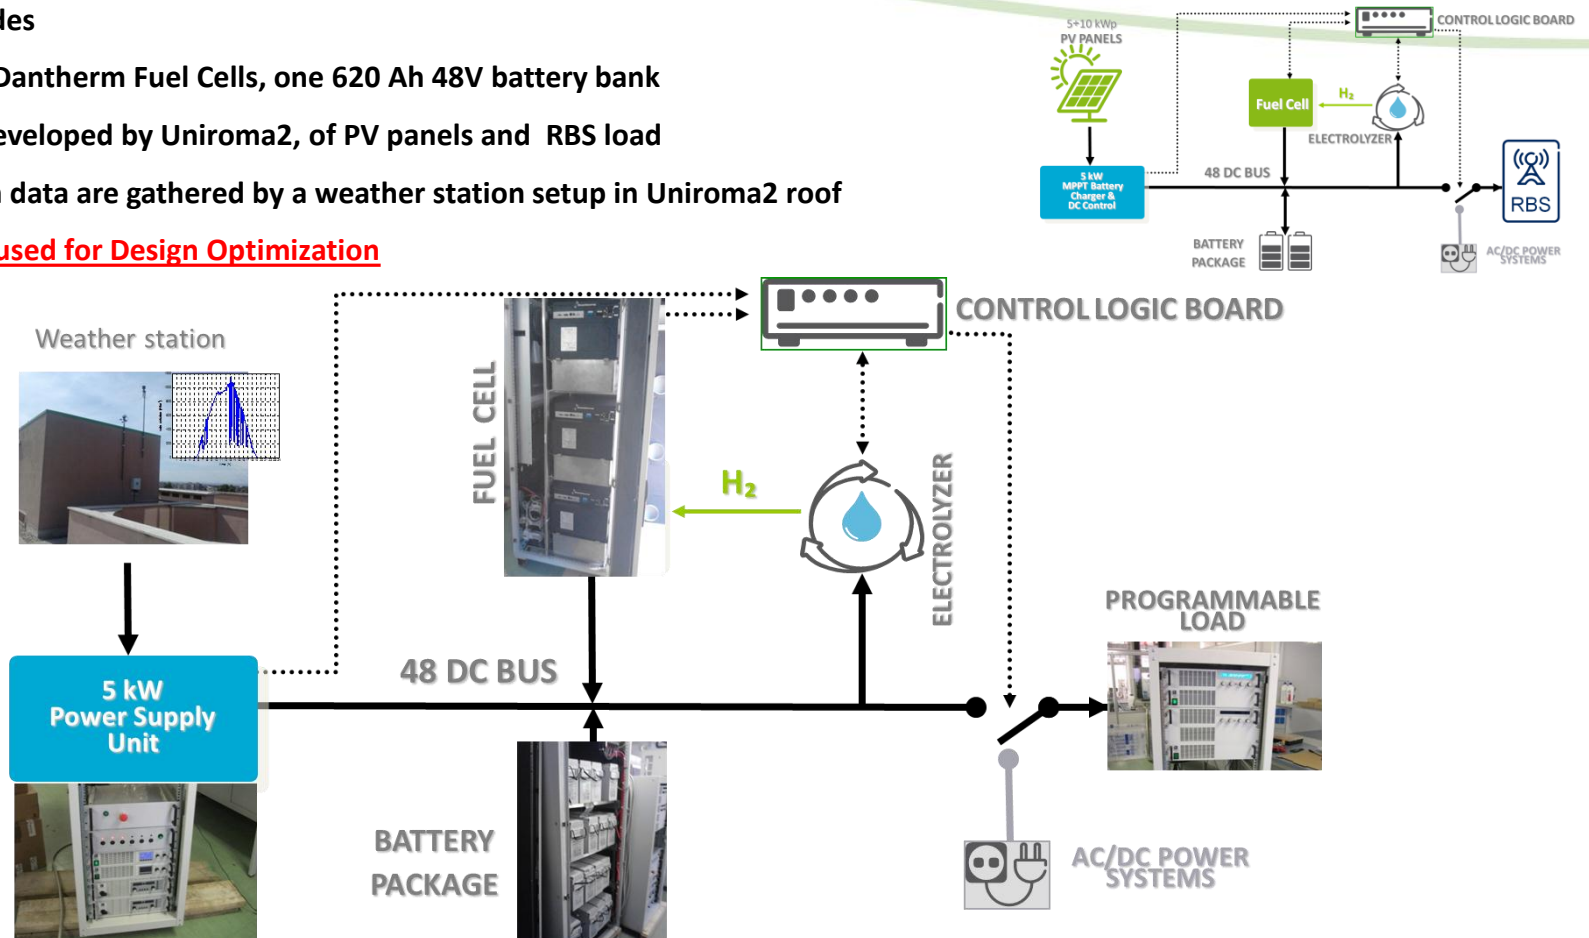 des
Dantherm Fuel Cells, one 620 Ah 48V battery bank
eveloped by Uniroma2, of PV panels and RBS load
data are gathered by a weather station setup in Uniroma2 roof
used for Design Optimization
5÷10 kWp
PV PANELS
CONTROL LOGIC BOARD
Fuel Cell
H₂
ELECTROLYZER
5 kW
MPPT Battery
Charger &
DC Control
48 DC BUS
RBS
BATTERY
PACKAGE
AC/DC POWER
SYSTEMS
Weather station
CONTROL LOGIC BOARD
FUEL CELL
H₂
ELECTROLYZER
PROGRAMMABLE
LOAD
48 DC BUS
5 kW
Power Supply
Unit
BATTERY
PACKAGE
AC/DC POWER
SYSTEMS